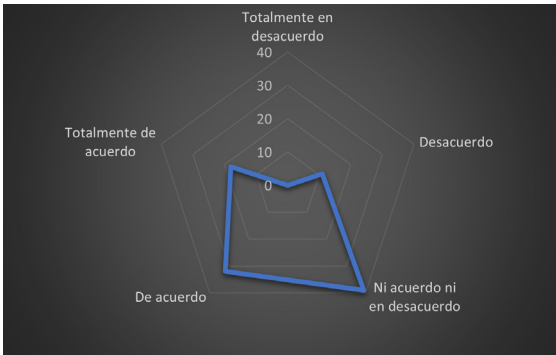 Totalmente en
desacuerdo
40
30
20
10
0
Desacuerdo
Ni acuerdo ni
en desacuerdo
De acuerdo
Totalmente de
acuerdo